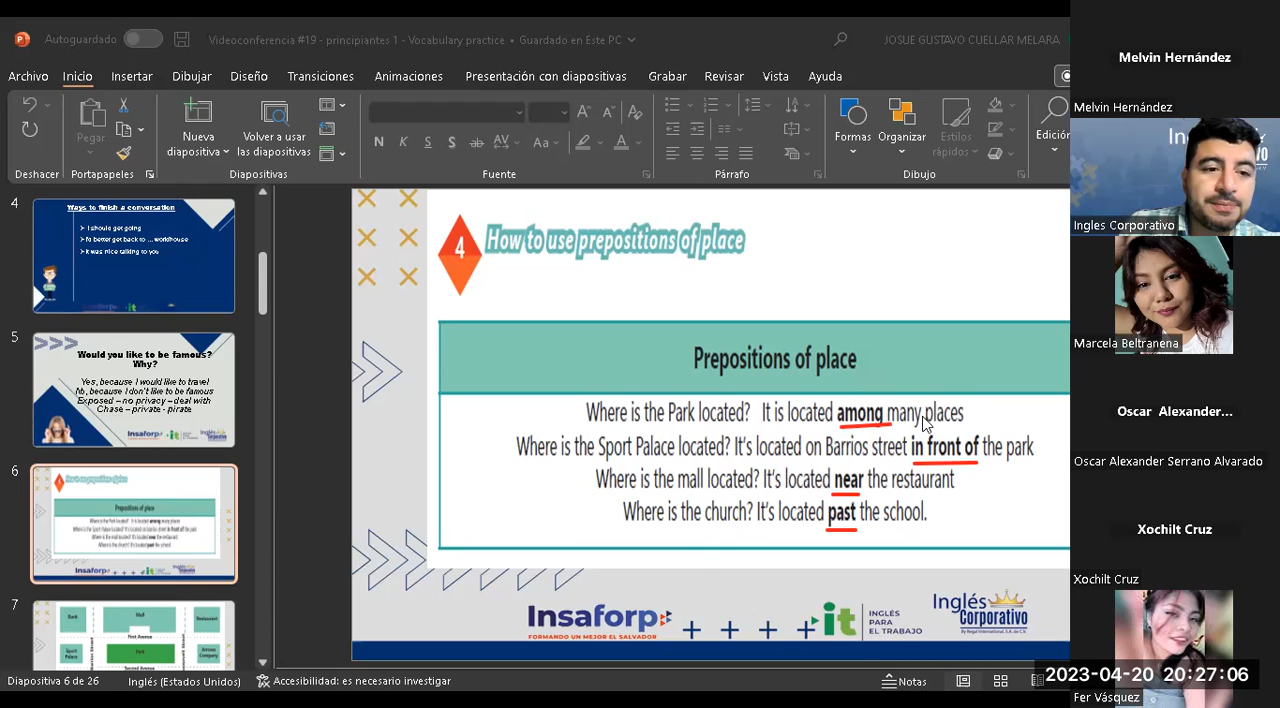 Autoguardado
Videoconferencia #19 - principiantes 1 - Vocabulary practice • Guardado en Este PC
JOSUE GUSTAVO CUELLAR MELARA
Archivo Inicio Insertar Dibujar Diseño Transiciones Animaciones Presentación con diapositivas Grabar Revisar Vista Ayuda
Pegar
Nueva
diapositiva
Volver a usar
las diapositivas
N K S S ab AV Aa A
Formas Organizar Estilos
rápidos
Edición
Deshacer Portapapeles Diapositivas Fuente Párrafo Dibujo
4
Ways to finish a conversation
I should get going
I'd better get back to ... work/house
It was nice talking to you
5
Would you like to be famous?
Why?
Yes, because I would like to travel
No, because I don't like to be famous
Exposed – no privacy – deal with
Chase – private - pirate
6
7
Bank Mall Restaurant
First Avenue
Sport
Palace
Park
Second Avenue
4
How to use prepositions of place
Prepositions of place
Where is the Park located? It is located among many places
Where is the Sport Palace located? It's located on Barrios street in front of the park
Where is the mall located? It's located near the restaurant
Where is the church? It's located past the school.
Insaforp
FORMANDO UN MEJOR EL SALVADOR
it
INGLÉS
PARA
EL TRABAJO
Inglés
Corporativo
By Regal International, S.A. de C.V.
Diapositiva 6 de 26 Inglés (Estados Unidos) Accesibilidad: es necesario investigar Notas
Melvin Hernández
Melvin Hernández
Ingles Corporativo
Marcela Beltranena
Oscar Alexander...
Oscar Alexander Serrano Alvarado
Xochilt Cruz
Xochilt Cruz
2023-04-20 20:27:06
Fer Vásquez